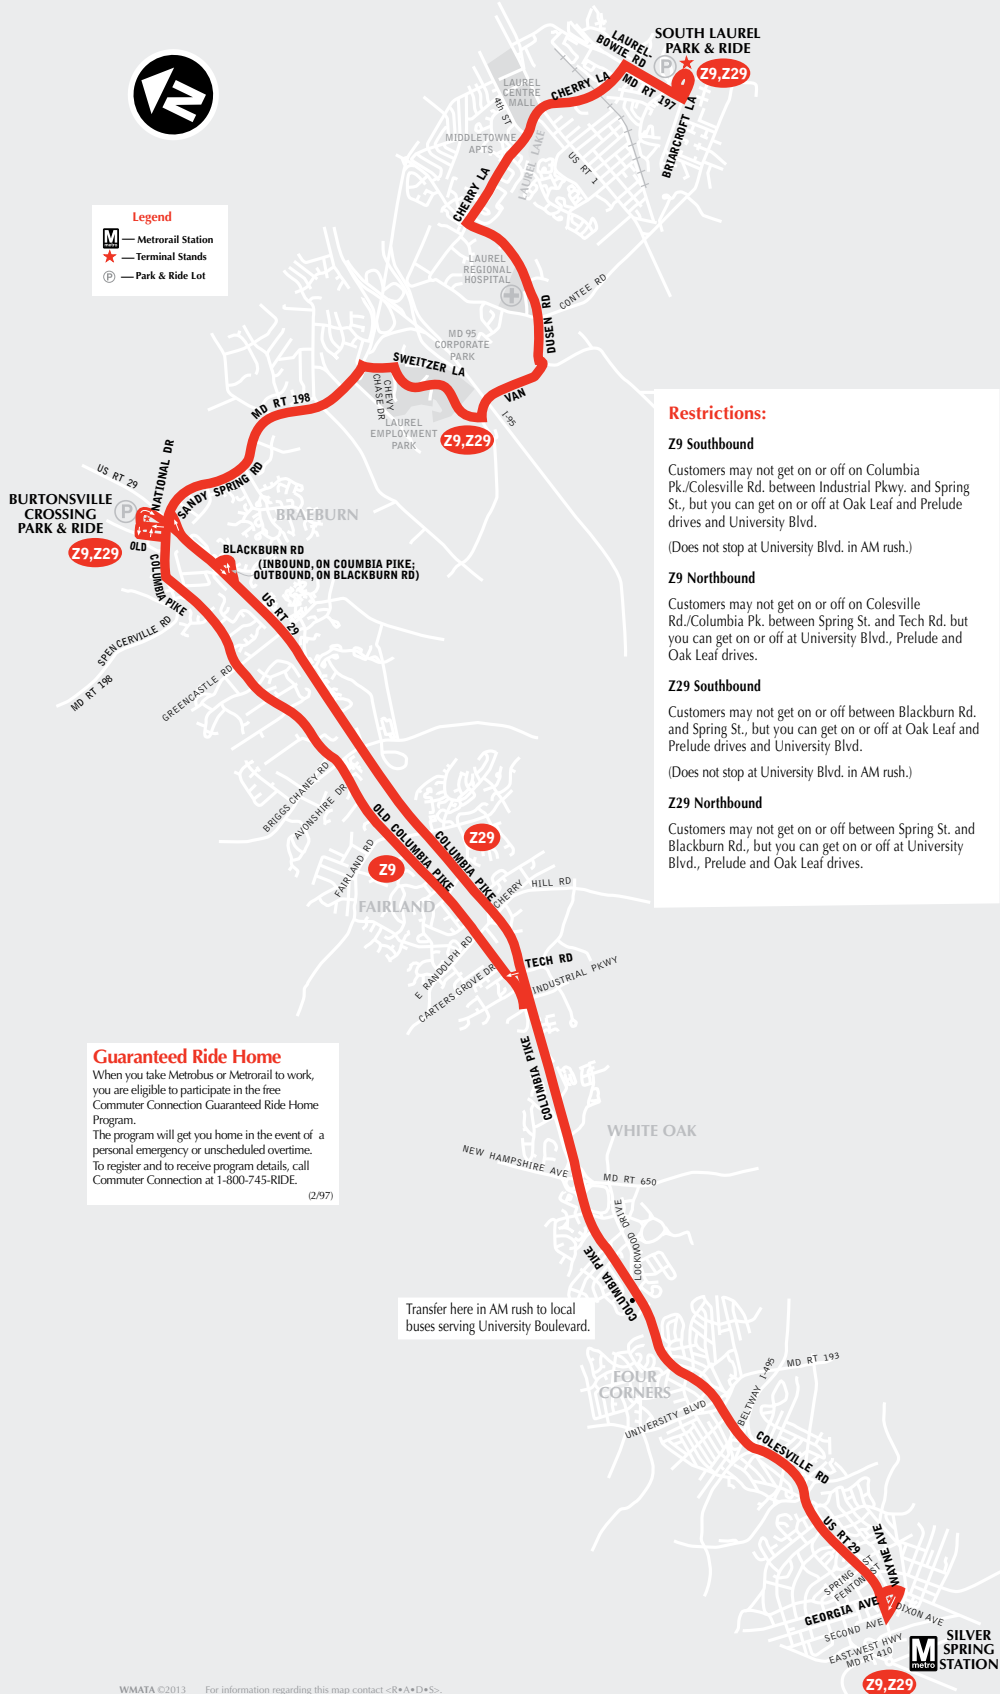 SOUTH LAUREL
PARK & RIDE
LAUREL-
BOWIE RD
P
Z9,Z29
CHERRY LA
MD RT 197
LAUREL
CENTRE
MALL
4th ST
BRIARCROFT LA
MIDDLETOWNE
APTS
LAUREL LAKE
US RT 1
CHERRY LA
N
Legend
M
metro
Metrorail Station
Terminal Stands
P
Park & Ride Lot
LAUREL
REGIONAL
HOSPITAL
CONTEE RD
DUSEN RD
MD 95
CORPORATE
PARK
SWEITZER LA
CHEVY
CHASE DR
VAN
I-95
MD RT 198
LAUREL
EMPLOYMENT
PARK
Z9,Z29
NATIONAL DR
US RT 29
SANDY SPRING RD
BURTONSVILLE
CROSSING
PARK & RIDE
P
Z9,Z29
BRAEBURN
OLD
COLUMBIA PIKE
BLACKBURN RD
(INBOUND, ON COUMBIA PIKE;
OUTBOUND, ON BLACKBURN RD)
US RT 29
SPENCERVILLE RD
MD RT 198
GREENCASTLE RD
BRIGGS CHANEY RD
AVONSHIRE DR
OLD COLUMBIA PIKE
COLUMBIA PIKE
Z29
Z9
FAIRLAND RD
FAIRLAND
CHERRY HILL RD
E RANDOLPH RD
CARTERS GROVE DR
TECH RD
INDUSTRIAL PKWY
Restrictions:
Z9 Southbound
Customers may not get on or off on Columbia
Pk./Colesville Rd. between Industrial Pkwy. and Spring
St., but you can get on or off at Oak Leaf and Prelude
drives and University Blvd.
(Does not stop at University Blvd. in AM rush.)
Z9 Northbound
Customers may not get on or off on Colesville
Rd./Columbia Pk. between Spring St. and Tech Rd. but
you can get on or off at University Blvd., Prelude and
Oak Leaf drives.
Z29 Southbound
Customers may not get on or off between Blackburn Rd.
and Spring St., but you can get on or off at Oak Leaf and
Prelude drives and University Blvd.
(Does not stop at University Blvd. in AM rush.)
Z29 Northbound
Customers may not get on or off between Spring St. and
Blackburn Rd., but you can get on or off at University
Blvd., Prelude and Oak Leaf drives.
Guaranteed Ride Home
When you take Metrobus or Metrorail to work,
you are eligible to participate in the free
Commuter Connection Guaranteed Ride Home
Program.
The program will get you home in the event of a
personal emergency or unscheduled overtime.
To register and to receive program details, call
Commuter Connection at 1-800-745-RIDE.
(2/97)
COLUMBIA PIKE
WHITE OAK
NEW HAMPSHIRE AVE
MD RT 650
LOCKWOOD DRIVE
COLUMBIA PIKE
Transfer here in AM rush to local
buses serving University Boulevard.
FOUR
CORNERS
UNIVERSITY BLVD
BELTWAY I-495
MD RT 193
COLESVILLE RD
US RT 29
WAYNE AVE
SPRING ST
FENTON ST
GEORGIA AVE
DIXON AVE
SECOND AVE
EAST-WEST HWY
MD RT 410
M
metro
SILVER
SPRING
STATION
Z9,Z29
WMATA ©2013 For information regarding this map contact <R•A•D•S>.